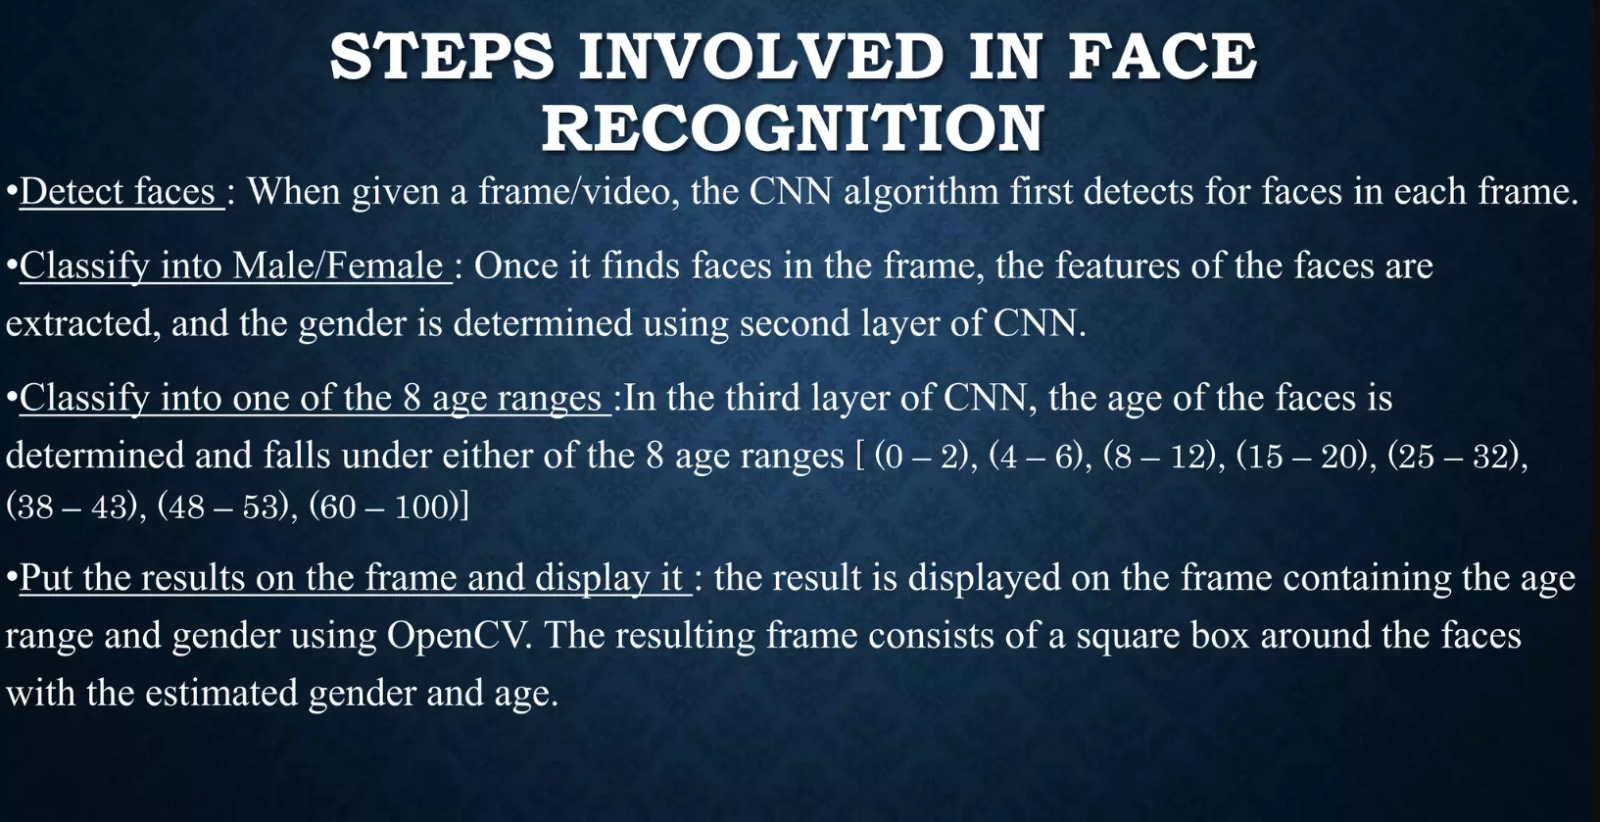 STEPS INVOLVED IN FACE
RECOGNITION
•Detect faces : When given a frame/video, the CNN algorithm first detects for faces in each frame.
•Classify into Male/Female : Once it finds faces in the frame, the features of the faces are
extracted, and the gender is determined using second layer of CNN.
•Classify into one of the 8 age ranges :In the third layer of CNN, the age of the faces is
determined and falls under either of the 8 age ranges [ (0 – 2), (4 – 6), (8 – 12), (15 – 20), (25 – 32),
(38 – 43), (48 – 53), (60 – 100)]
•Put the results on the frame and display it : the result is displayed on the frame containing the age
range and gender using OpenCV. The resulting frame consists of a square box around the faces
with the estimated gender and age.